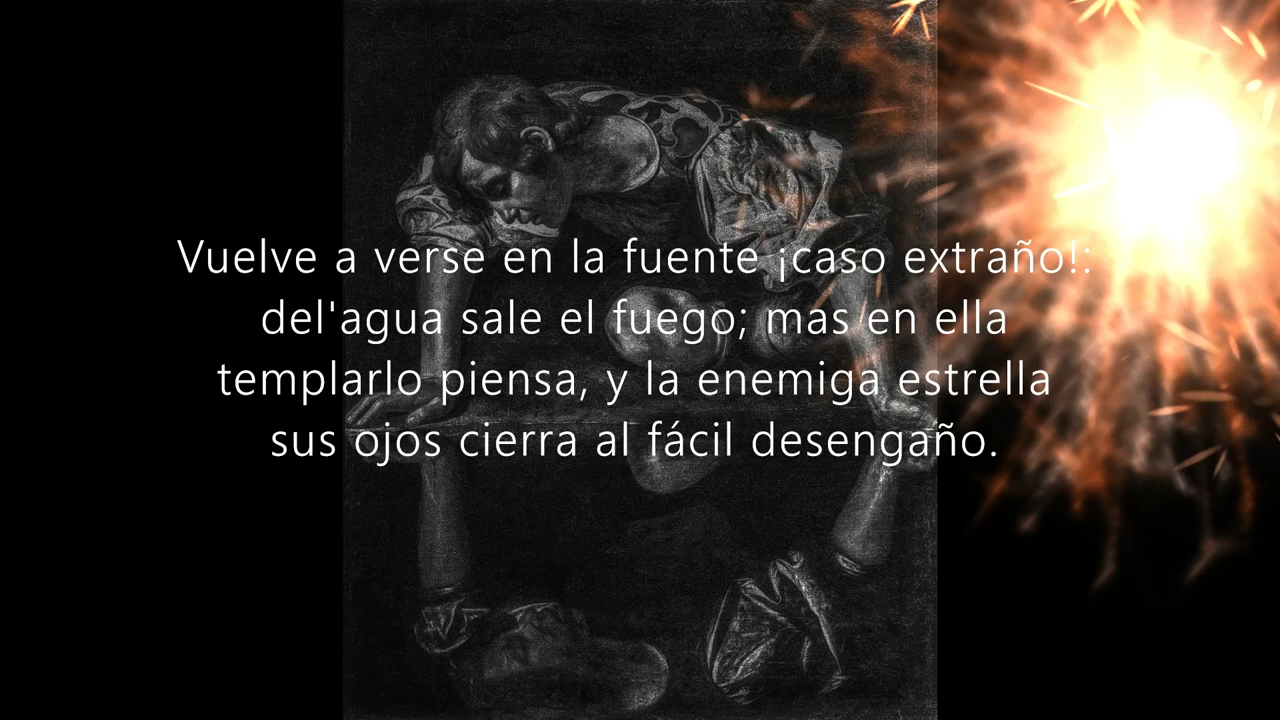 Vuelve a verse en la fuente ¡caso extraño!:
del'agua sale el fuego; mas en ella
templarlo piensa, y la enemiga estrella
sus ojos cierra al fácil desengaño.